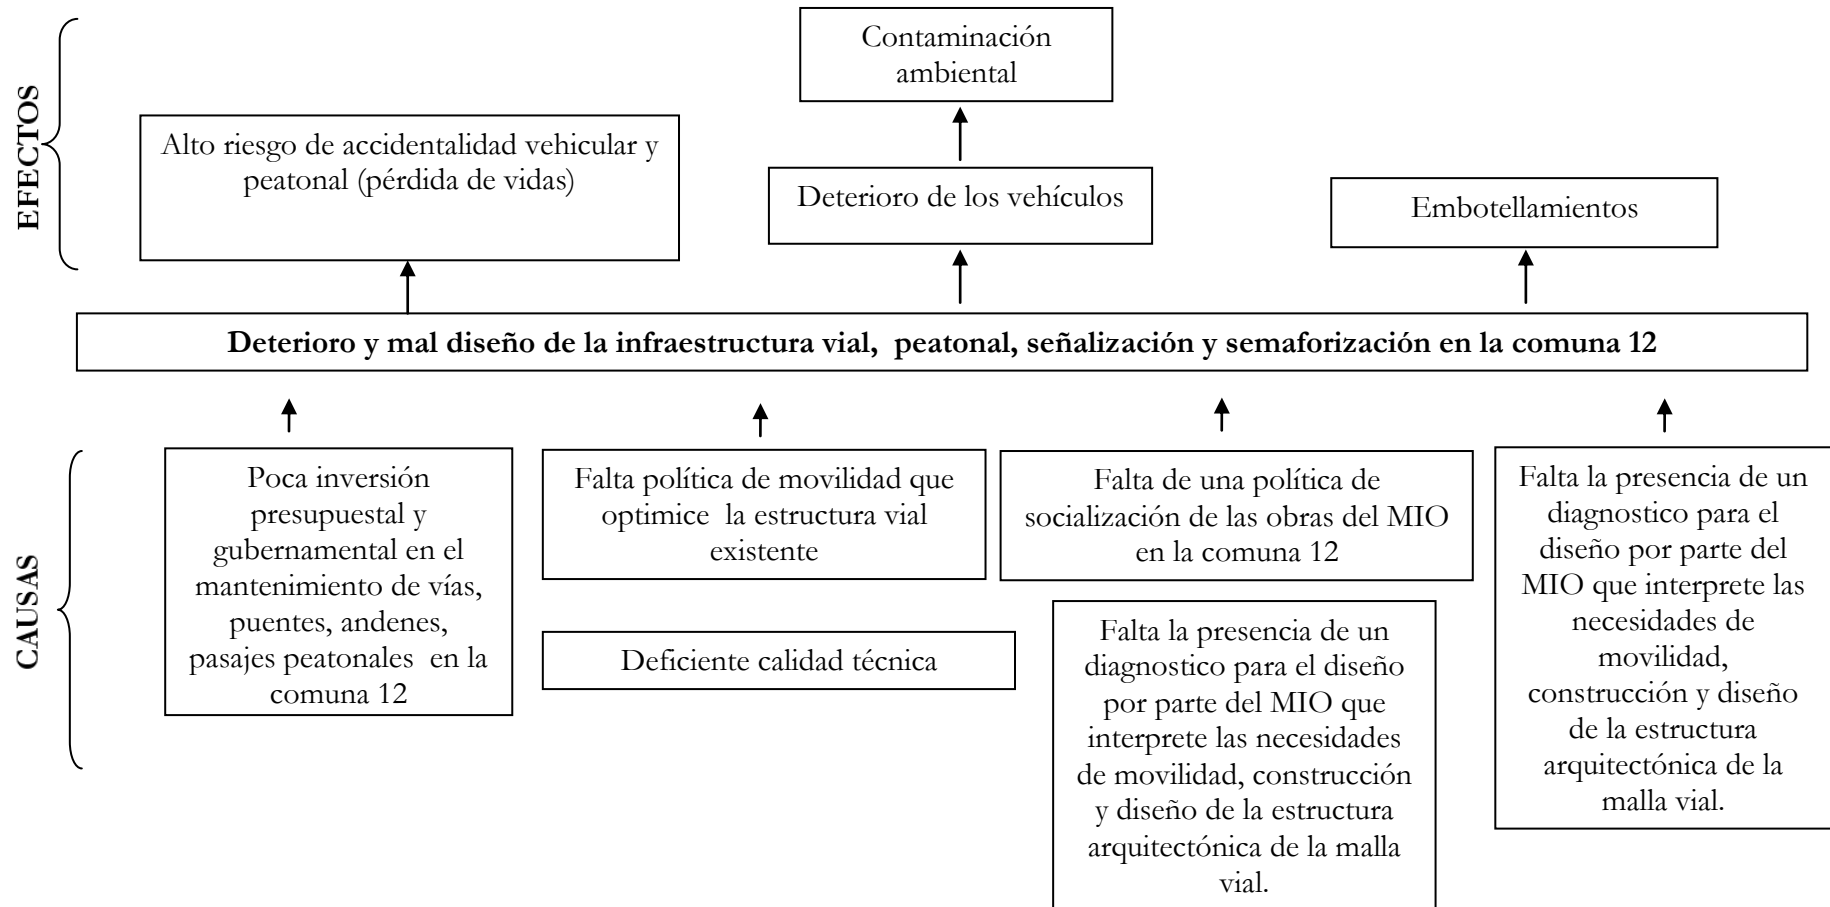 EFECTOS
Contaminación
ambiental
Alto riesgo de accidentalidad vehicular y
peatonal (pérdida de vidas)
Deterioro de los vehículos
Embotellamientos
Deterioro y mal diseño de la infraestructura vial,  peatonal, señalización y semaforización en la comuna 12
CAUSAS
Poca inversión
presupuestal y
gubernamental en el
mantenimiento de vías,
puentes, andenes,
pasajes peatonales  en la
comuna 12
Falta política de movilidad que
optimice  la estructura vial
existente
Deficiente calidad técnica
Falta de una política de
socialización de las obras del MIO
en la comuna 12
Falta la presencia de un
diagnostico para el diseño
por parte del MIO que
interprete las necesidades
de movilidad, construcción
y diseño de la estructura
arquitectónica de la malla
vial.
Falta la presencia de un
diagnostico para el
diseño por parte del
MIO que interprete las
necesidades de
movilidad,
construcción y diseño
de la estructura
arquitectónica de la
malla vial.